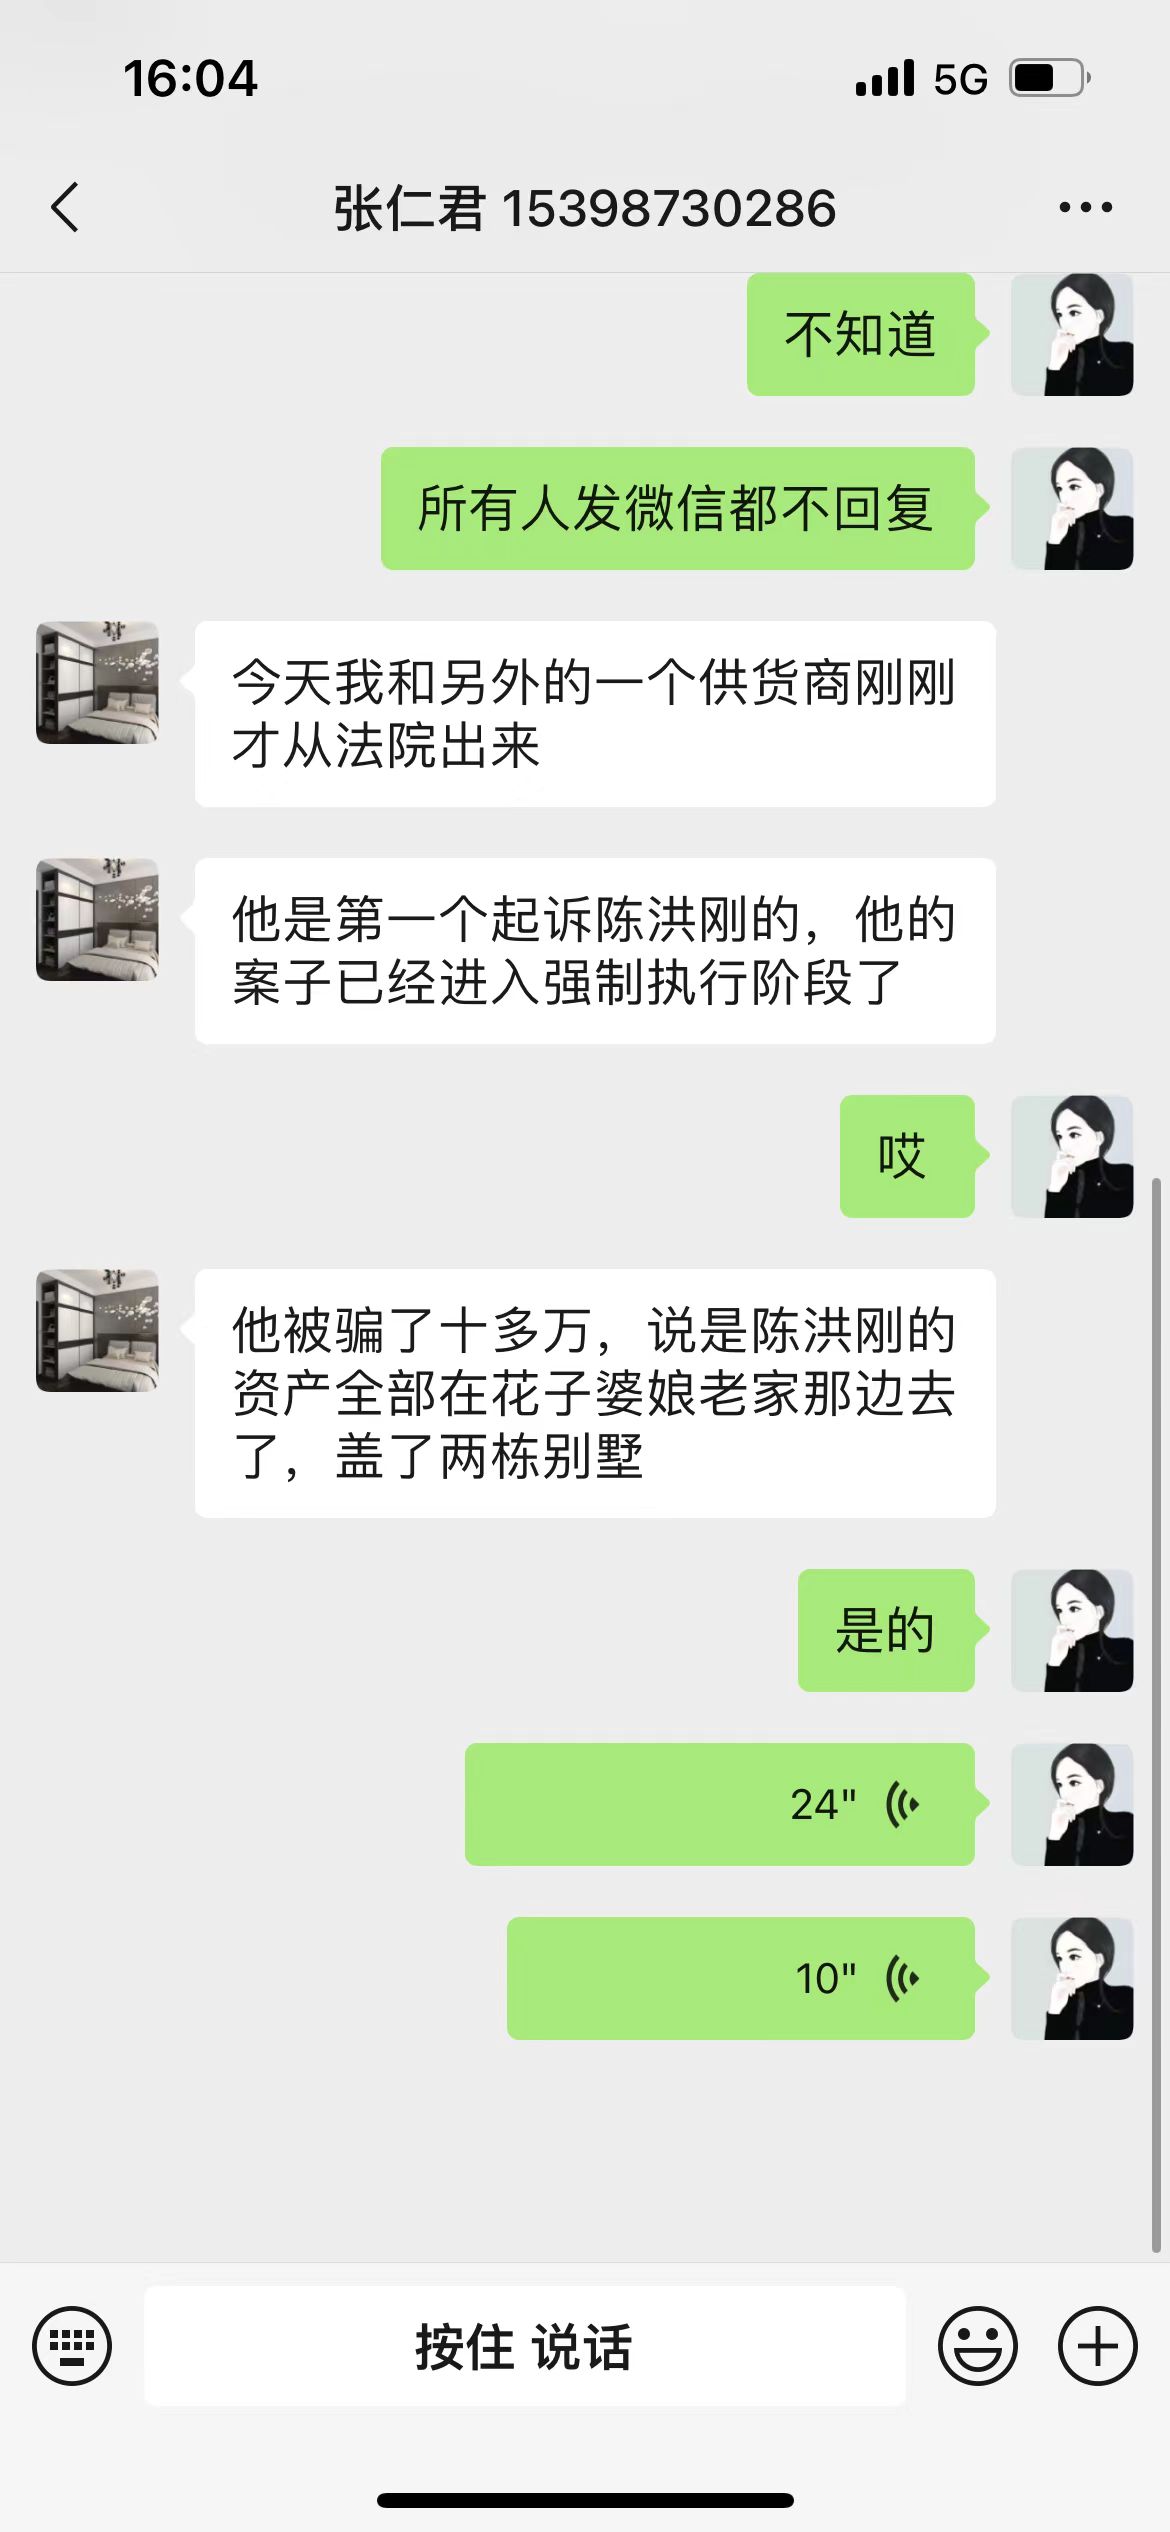 16:04
5G
张仁君 15398730286
不知道
所有人发微信都不回复
今天我和另外的一个供货商刚刚
才从法院出来
他是第一个起诉陈洪刚的，他的
案子已经进入强制执行阶段了
哎
他被骗了十多万，说是陈洪刚的
资产全部在花子婆娘老家那边去
了，盖了两栋别墅
是的
24"
10"
按住 说话